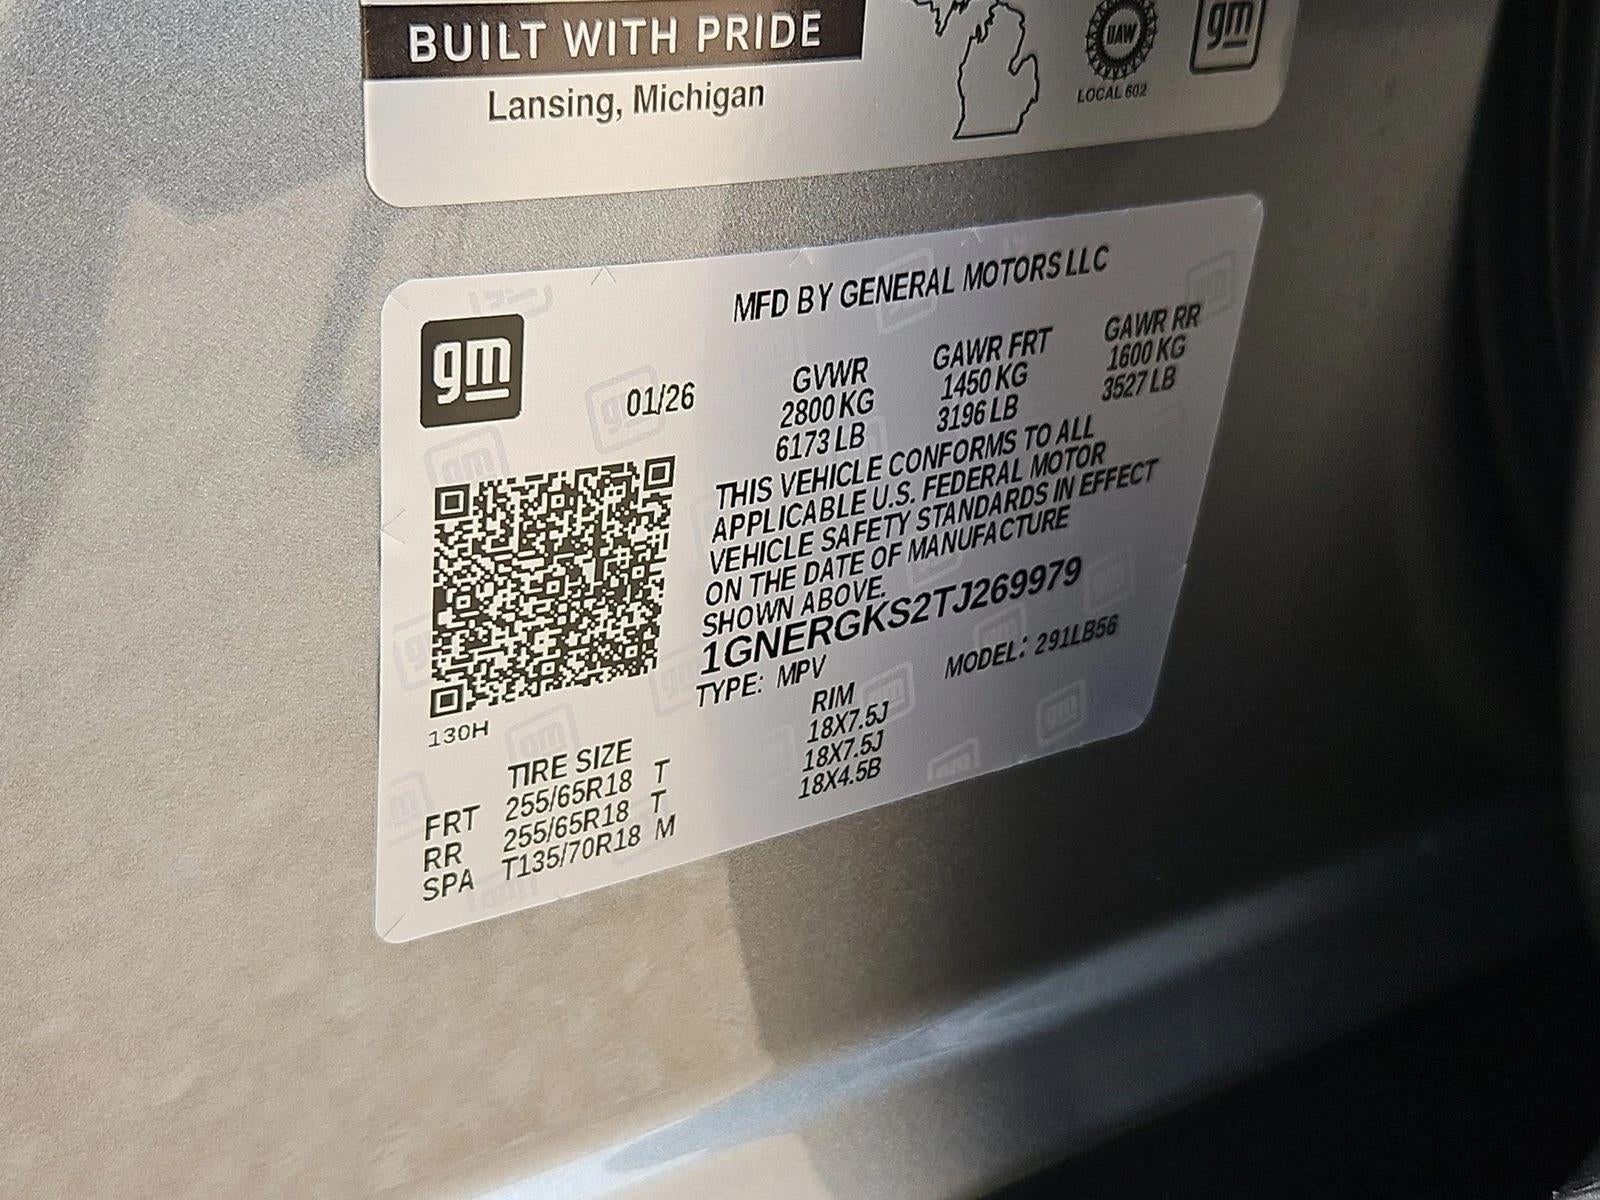 BUILT WITH PRIDE
Lansing, Michigan
UAW
LOCAL 602
gm
MFD BY GENERAL MOTORS LLC
gm
01/26
GVWR GAWR FRT GAWR RR
2800 KG 1450 KG 1600 KG
6173 LB 3196 LB 3527 LB
THIS VEHICLE CONFORMS TO ALL
APPLICABLE U.S. FEDERAL MOTOR
VEHICLE SAFETY STANDARDS IN EFFECT
ON THE DATE OF MANUFACTURE
SHOWN ABOVE.
1GNERGKS2TJ269979
TYPE: MPV MODEL: 291LB56
130H
TIRE SIZE RIM
FRT 255/65R18 T 18X7.5J
RR 255/65R18 T 18X7.5J
SPA T135/70R18 M 18X4.5B